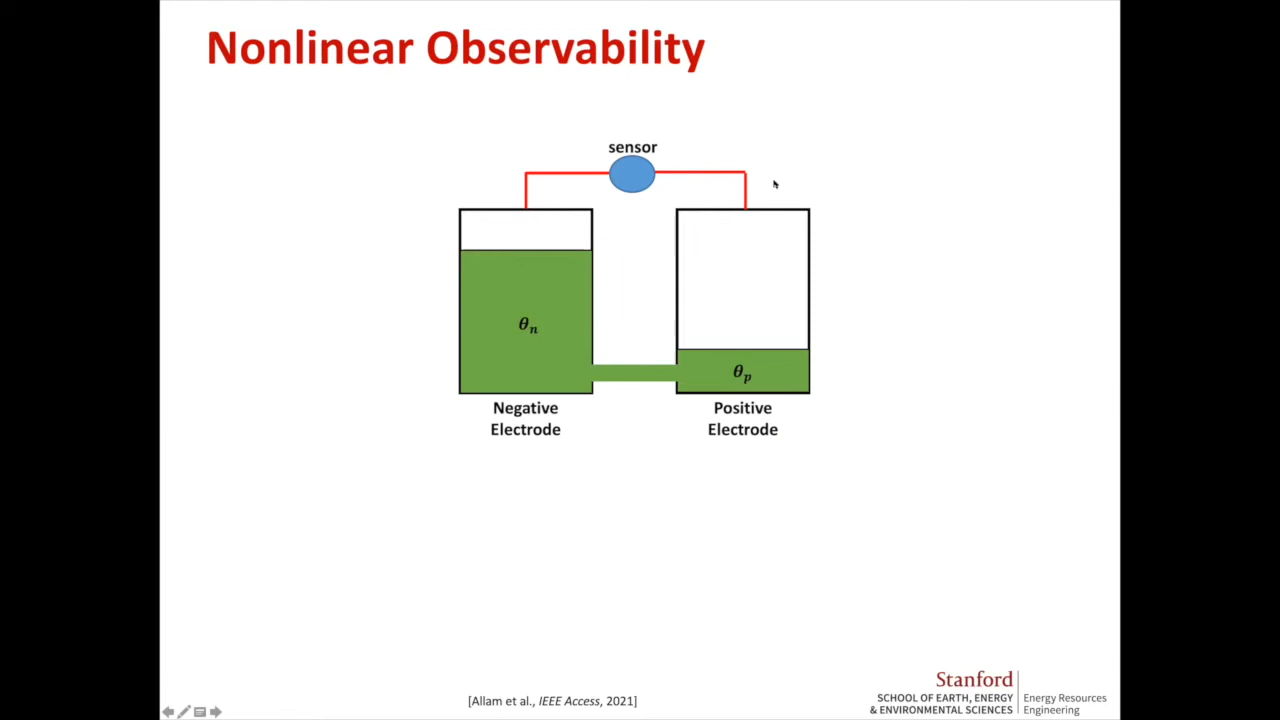 Nonlinear Observability
sensor
θn
θp
Negative
Electrode
Positive
Electrode
[Allam et al., IEEE Access, 2021]
Stanford
SCHOOL OF EARTH, ENERGY
& ENVIRONMENTAL SCIENCES
Energy Resources
Engineering